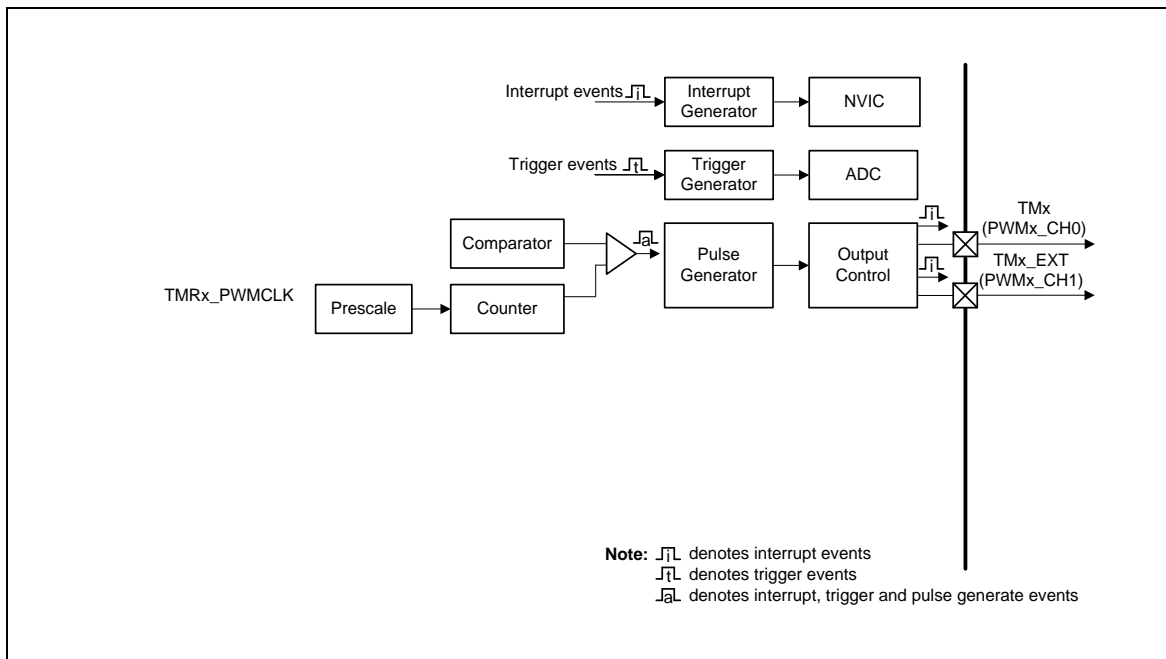 Interrupt events
i
Interrupt
Generator
NVIC
Trigger events
t
Trigger
Generator
ADC
Comparator
a
Pulse
Generator
Output
Control
i
TMx
(PWMx_CH0)
i
TMx_EXT
(PWMx_CH1)
TMRx_PWMCLK
Prescale
Counter
Note: i denotes interrupt events
t denotes trigger events
a denotes interrupt, trigger and pulse generate events